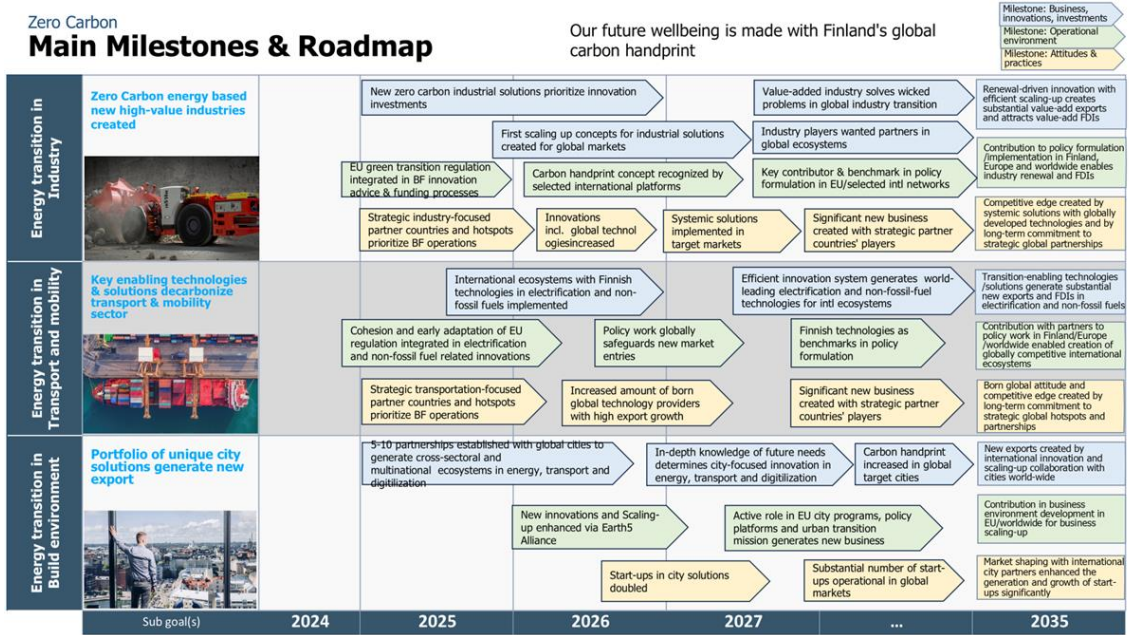 Zero Carbon
Main Milestones & Roadmap
Our future wellbeing is made with Finland's global
carbon handprint
Milestone: Business,
innovations, investments
Milestone: Operational
environment
Milestone: Attitudes &
practices
Energy transition in
Industry
Zero Carbon energy based
new high-value industries
created
New zero carbon industrial solutions prioritize innovation
investments
Value-added industry solves wicked
problems in global industry transition
Renewal-driven innovation with
efficient scaling-up creates
substantial value-add exports
and attracts value-add FDIs
First scaling up concepts for industrial solutions
created for global markets
Industry players wanted partners in
global ecosystems
EU green transition regulation
integrated in BF innovation
advice & funding processes
Carbon handprint concept recognized by
selected international platforms
Key contributor & benchmark in policy
formulation in EU/selected intl networks
Contribution to policy formulation
/implementation in Finland,
Europe and worldwide enables
industry renewal and FDIs
Strategic industry-focused
partner countries and hotspots
prioritize BF operations
Innovations
incl. global technol
ogiesincreased
Systemic solutions
implemented in
target markets
Significant new business
created with strategic partner
countries' players
Competitive edge created by
systemic solutions with globally
developed technologies and by
long-term commitment to
strategic global partnerships
Energy transition in
Transport and mobility
Key enabling technologies
& solutions decarbonize
transport & mobility
sector
International ecosystems with Finnish
technologies in electrification and non-
fossil fuels implemented
Efficient innovation system generates world-
leading electrification and non-fossil-fuel
technologies for intl ecosystems
Transition-enabling technologies
/solutions generate substantial
new exports and FDIs in
electirification and non-fossil fuels
Cohesion and early adaptation of EU
regulation integrated in electrification
and non-fossil fuel related innovations
Policy work globally
safeguards new market
entries
Finnish technologies as
benchmarks in policy
formulation
Contribution with partners to
policy work in Finland/Europe
/worldwide enabled creation of
globally competitive international
ecosystems
Strategic transportation-focused
partner countries and hotspots
prioritize BF operations
Increased amount of born
global technology providers
with high export growth
Significant new business
created with strategic partner
countries' players
Born global attitude and
competitive edge created by
long-term commitment to
strategic global hotspots and
partnerships
Energy transition in
Build environment
Portfolio of unique city
solutions generate new
export
5-10 partnerships established with global cities to
generate cross-sectoral and
multinational ecosystems in energy, transport and
digitilization
In-depth knowledge of future needs
determines city-focused innovation in
energy, transport and digitilization
Carbon handprint
increased in global
target cities
New exports created by
international innovation and
scaling-up collaboration with
cities world-wide
New innovations and Scaling-
up enhanced via Earth5
Alliance
Active role in EU city programs, policy
platforms and urban transition
mission generates new business
Contribution in business
environment development in
EU/worldwide for business
scaling-up
Start-ups in city solutions
doubled
Substantial number of start-
ups operational in global
markets
Market shaping with international
city partners enhanced the
generation and growth of start-
ups significantly
Sub goal(s)
2024
2025
2026
2027
...
2035